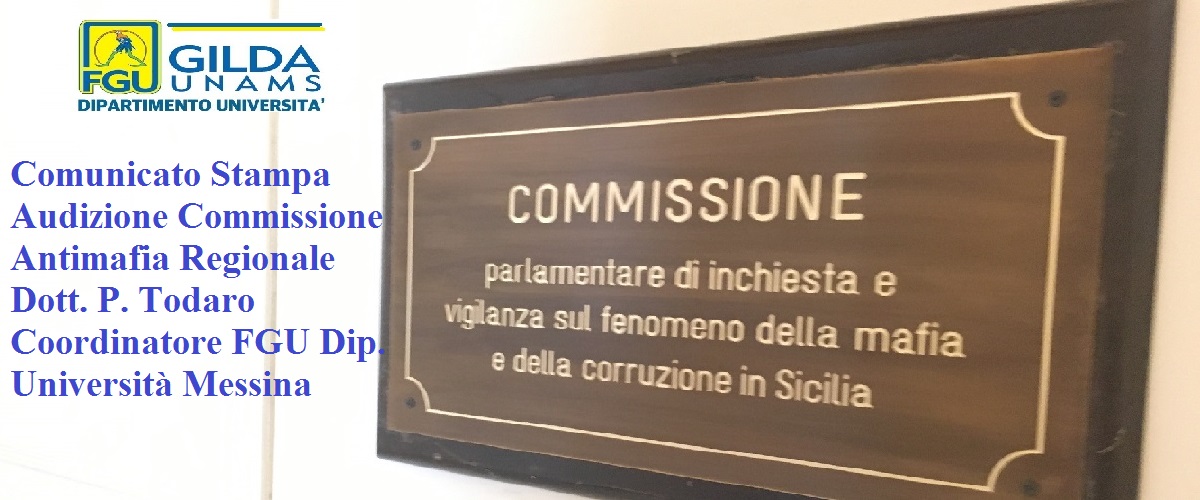 FGU GILDA
UNAMS
DIPARTIMENTO UNIVERSITA'
Comunicato Stampa
Audizione Commissione
Antimafia Regionale
Dott. P. Todaro
Coordinatore FGU Dip.
Università Messina
COMMISSIONE
parlamentare di inchiesta e
vigilanza sul fenomeno della mafia
e della corruzione in Sicilia